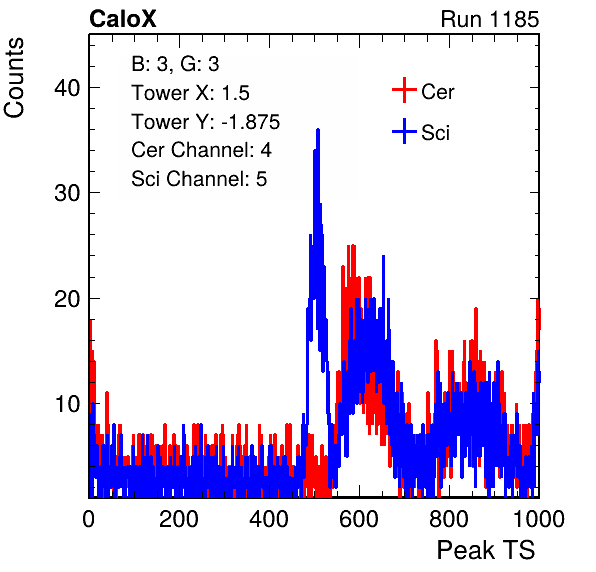 CaloX Run 1185
Counts
B: 3, G: 3
Tower X: 1.5
Tower Y: -1.875
Cer Channel: 4
Sci Channel: 5
Cer
Sci
40
30
20
10
0 200 400 600 800 1000
Peak TS